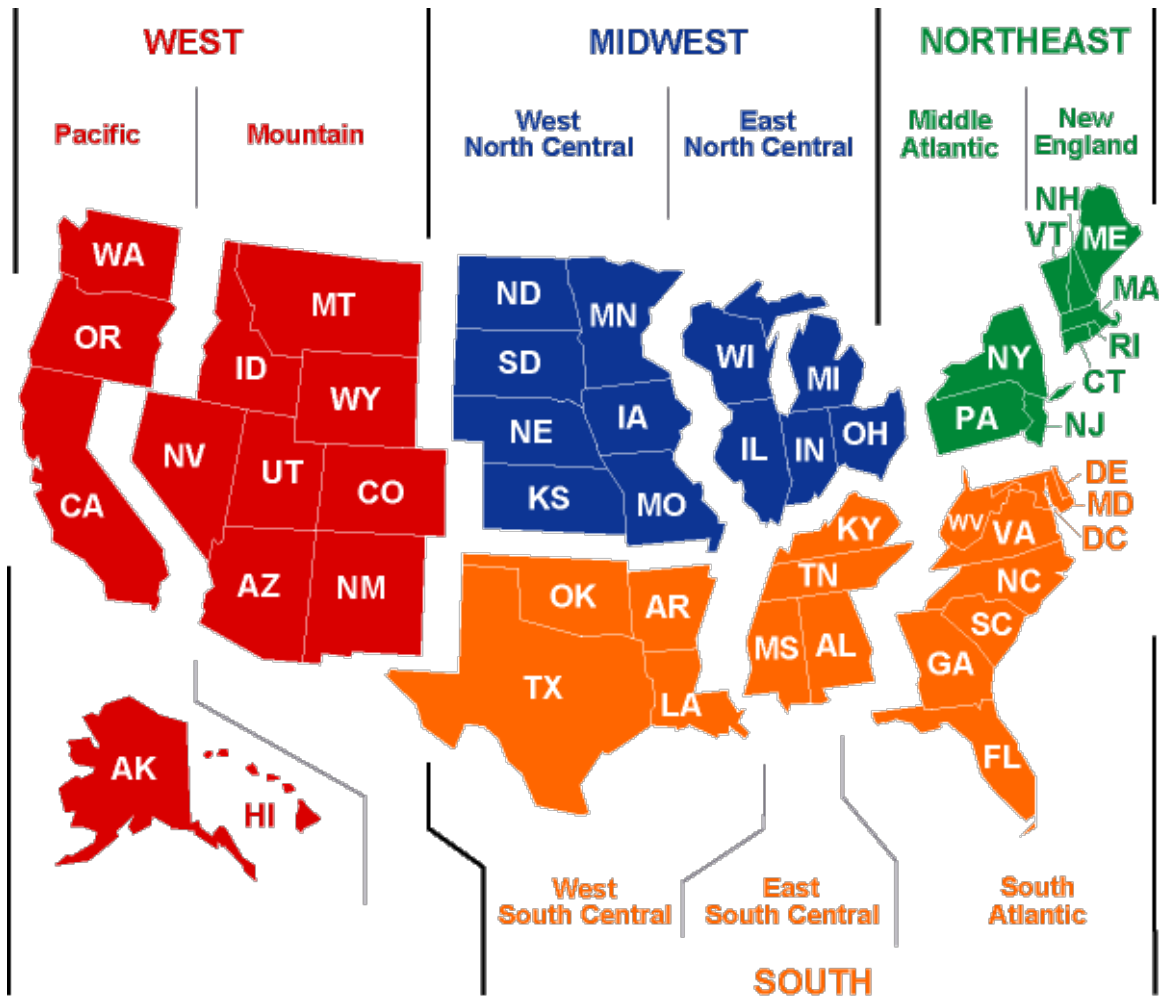 WEST
MIDWEST
NORTHEAST
Pacific
Mountain
West
North Central
East
North Central
Middle
Atlantic
New
England
WA
OR
CA
MT
ID
WY
NV
UT
CO
AZ
NM
AK
HI
ND
SD
NE
KS
MN
IA
MO
WI
MI
IL
IN
OH
NH
VT
ME
MA
RI
CT
NY
PA
NJ
OK
AR
TX
LA
KY
TN
MS
AL
DE
MD
DC
WV
VA
NC
SC
GA
FL
West
South Central
East
South Central
South
Atlantic
SOUTH